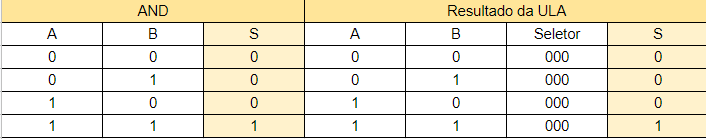 AND Resultado da ULA
A B S A B Seletor S
0 0 0 0 0 000 0
0 1 0 0 1 000 0
1 0 0 1 0 000 0
1 1 1 1 1 000 1